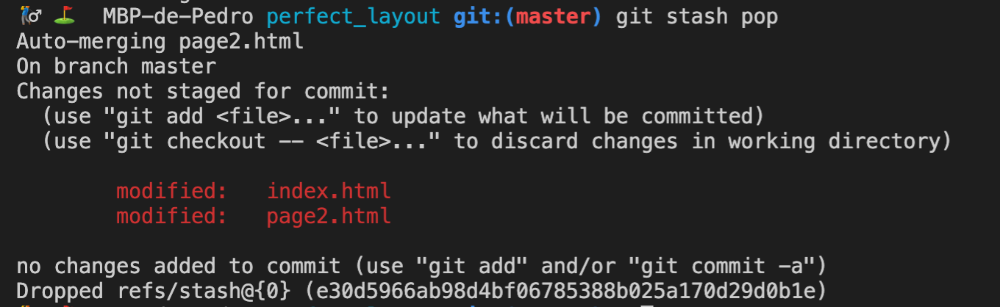 MBP-de-Pedro perfect_layout git:(master) git stash pop
Auto-merging page2.html
On branch master
Changes not staged for commit:
(use "git add <file>..." to update what will be committed)
(use "git checkout -- <file>..." to discard changes in working directory)
modified: index.html
modified: page2.html
no changes added to commit (use "git add" and/or "git commit -a")
Dropped refs/stash@{0} (e30d5966ab98d4bf06785388b025a170d29d0b1e)